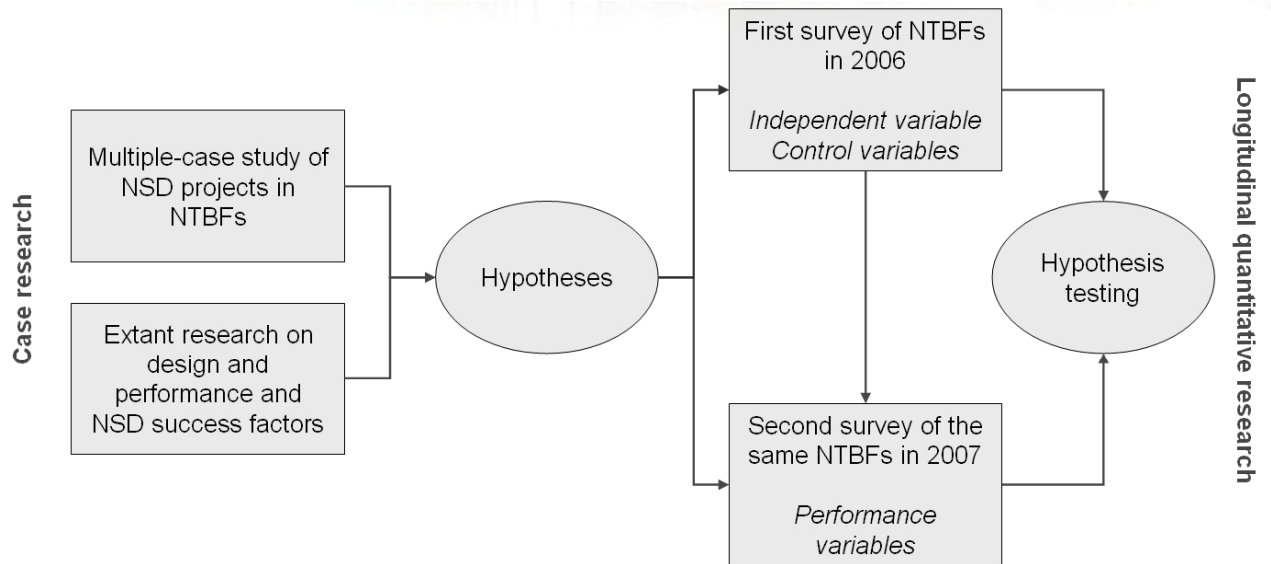 Case research
Multiple-case study of
NSD projects in
NTBFs
Extant research on
design and
performance and
NSD success factors
Hypotheses
First survey of NTBFs
in 2006
Independent variable
Control variables
Second survey of the
same NTBFs in 2007
Performance
variables
Hypothesis
testing
Longitudinal quantitative research